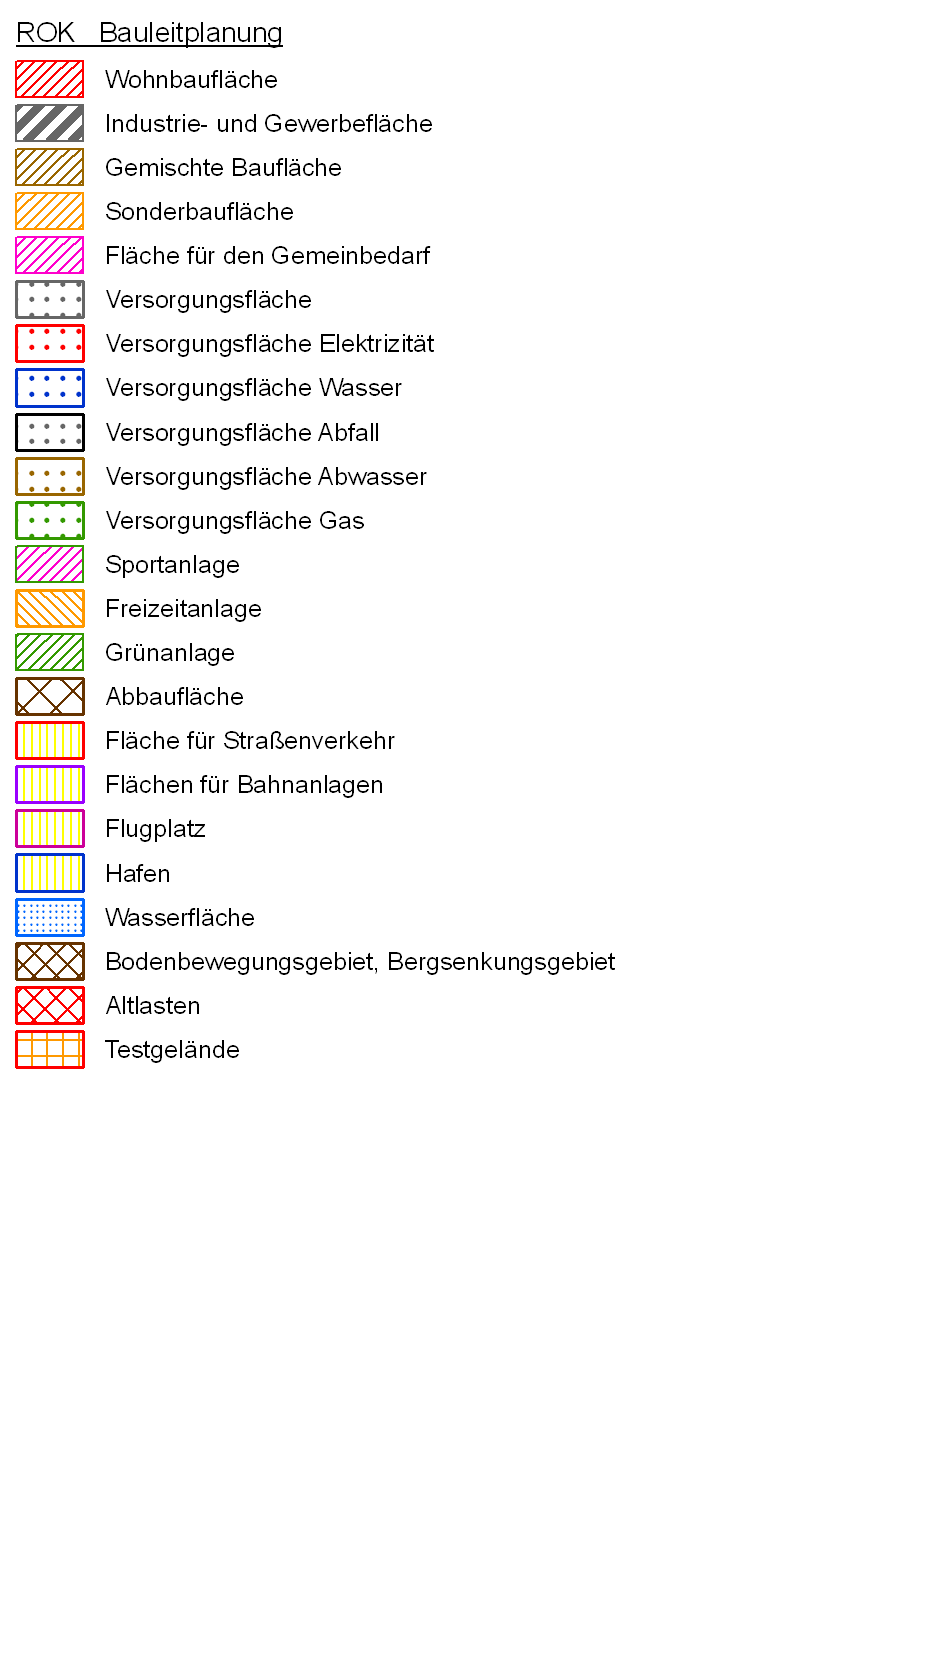 ROK Bauleitplanung
Wohnbaufläche
Industrie- und Gewerbefläche
Gemischte Baufläche
Sonderbaufläche
Fläche für den Gemeinbedarf
Versorgungsfläche
Versorgungsfläche Elektrizität
Versorgungsfläche Wasser
Versorgungsfläche Abfall
Versorgungsfläche Abwasser
Versorgungsfläche Gas
Sportanlage
Freizeitanlage
Grünanlage
Abbaufläche
Fläche für Straßenverkehr
Flächen für Bahnanlagen
Flugplatz
Hafen
Wasserfläche
Bodenbewegungsgebiet, Bergsenkungsgebiet
Altlasten
Testgelände